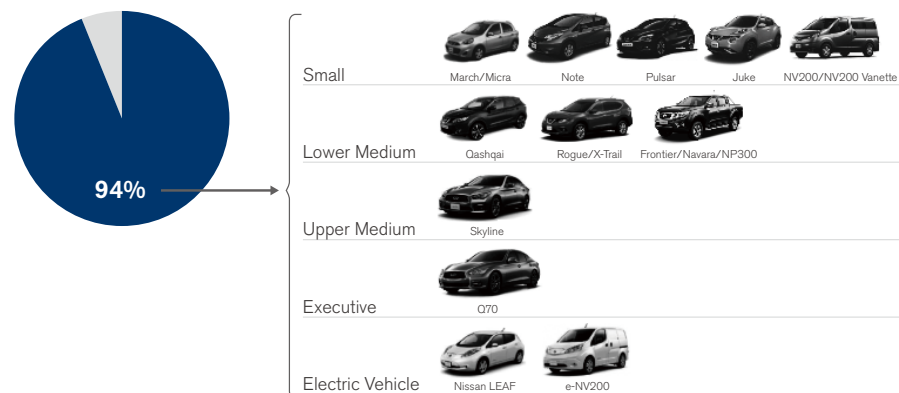 94%
Small
March/Micra Note Pulsar Juke NV200/NV200 Vanette
Lower Medium
Qashqai Rogue/X-Trail Frontier/Navara/NP300
Upper Medium
Skyline
Executive
Q70
Electric Vehicle
Nissan LEAF e-NV200